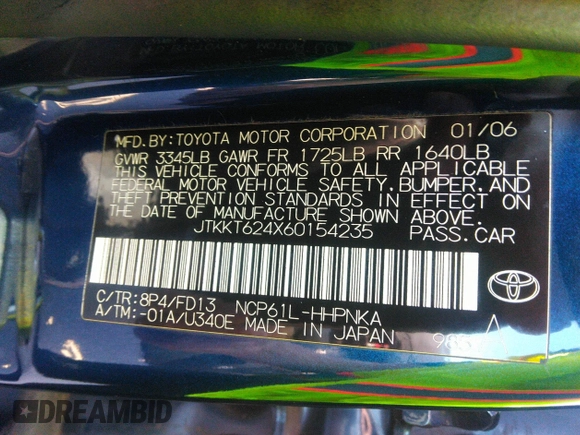 MFD.BY:TOYOTA MOTOR CORPORATION 01/06
GVWR 3345LB GAWR FR 1725LB RR 1640LB
THIS VEHICLE CONFORMS TO ALL APPLICABLE
FEDERAL MOTOR VEHICLE SAFETY, BUMPER, AND
THEFT PREVENTION STANDARDS IN EFFECT ON
THE DATE OF MANUFACTURE SHOWN ABOVE.
JTKKT624X60154235 PASS.CAR
C/TR:8P4/FD13 NCP61L-HHPNKA
A/TM:-01A/U340E MADE IN JAPAN
TOYOTA
DREAMBID